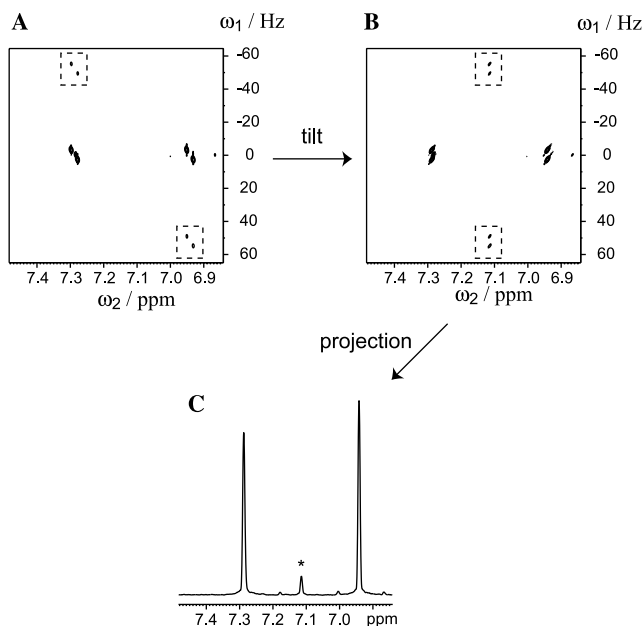 A
ω1 / Hz
B
ω1 / Hz
-60
-40
-20
0
20
40
60
tilt
-60
-40
-20
0
20
40
60
7.4 7.3 7.2 7.1 7.0 6.9
7.4 7.3 7.2 7.1 7.0 6.9
ω2 / ppm
ω2 / ppm
projection
C
*
7.4 7.3 7.2 7.1 7.0 ppm